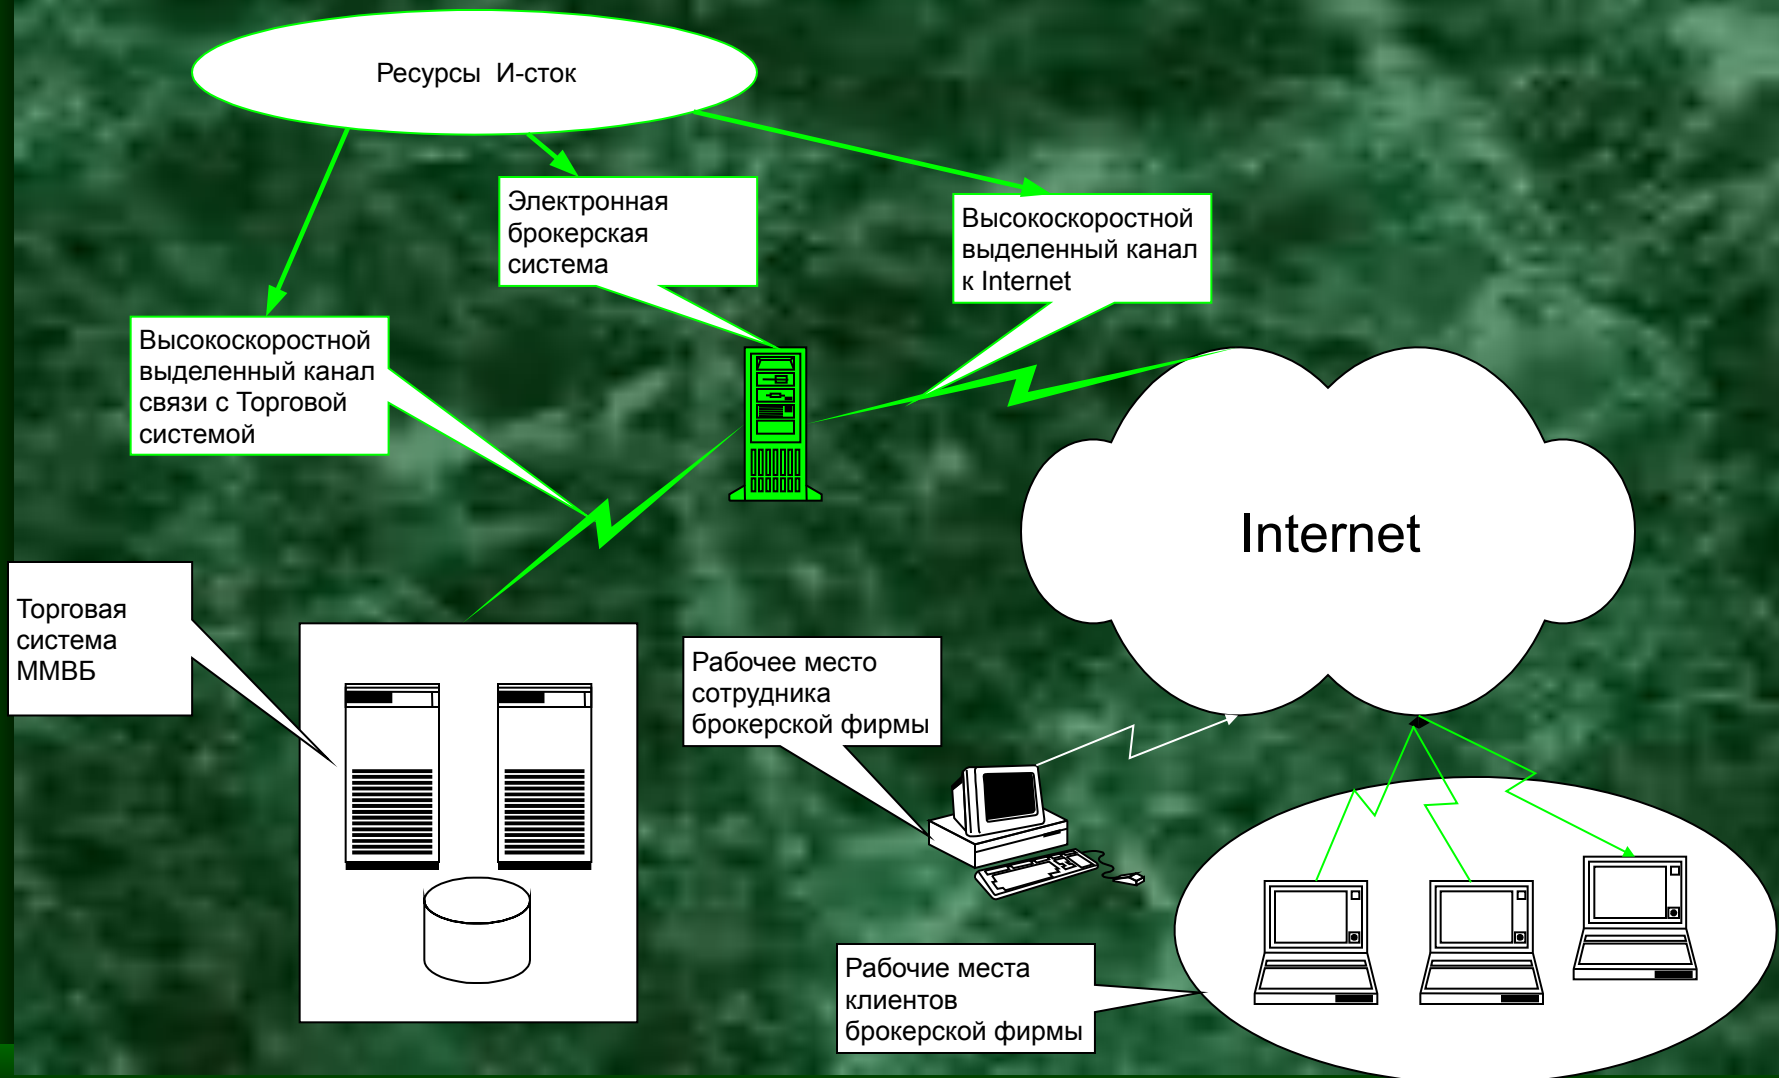 Ресурсы И-сток
Электронная
брокерская
система
Высокоскоростной
выделенный канал
к Internet
Высокоскоростной
выделенный канал
связи с Торговой
системой
Internet
Торговая
система
ММВБ
Рабочее место
сотрудника
брокерской фирмы
Рабочие места
клиентов
брокерской фирмы